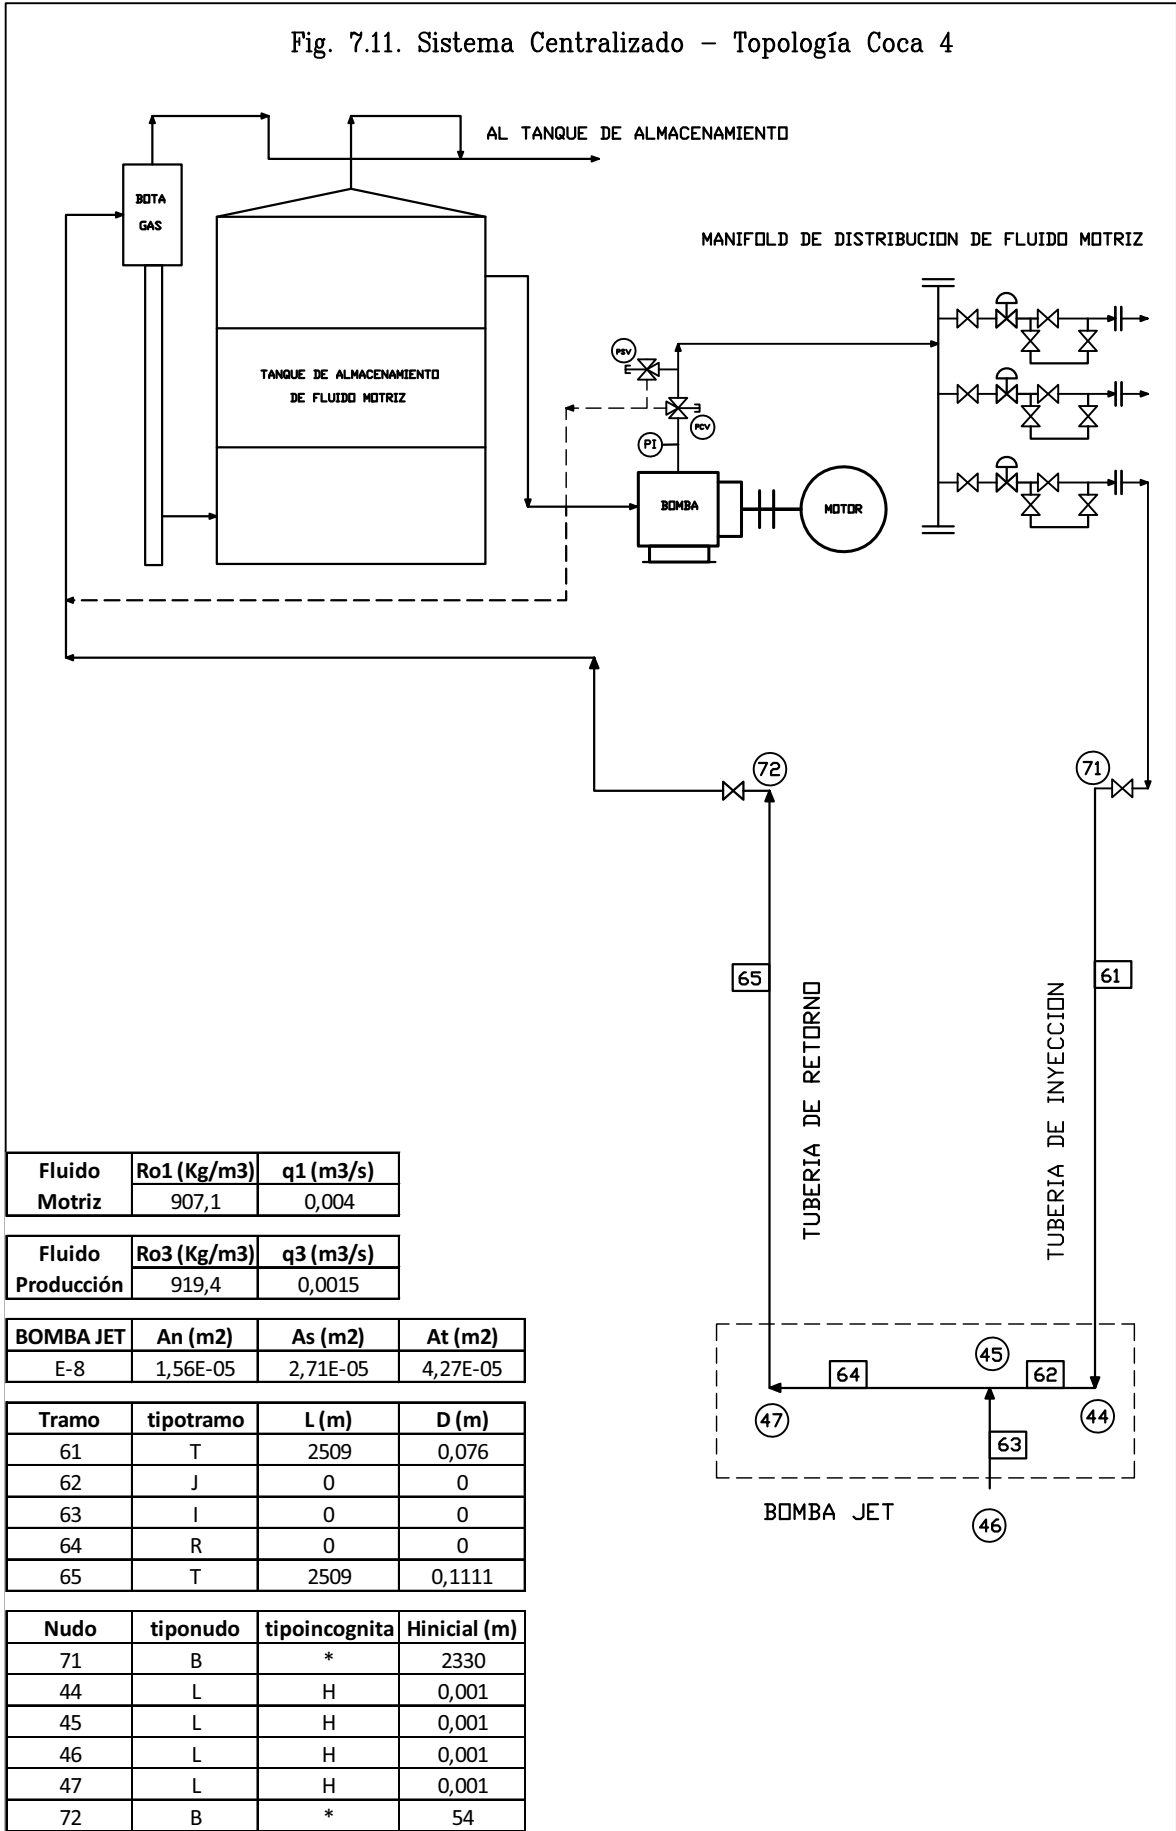 Fig. 7.11. Sistema Centralizado – Topología Coca 4
AL TANQUE DE ALMACENAMIENTO
BOTA
GAS
MANIFOLD DE DISTRIBUCION DE FLUIDO MOTRIZ
TANQUE DE ALMACENAMIENTO
DE FLUIDO MOTRIZ
PSV
PCV
PI
BOMBA
MOTOR
72
71
65
61
TUBERIA DE RETORNO
TUBERIA DE INYECCION
45
64
62
47
44
63
46
BOMBA JET
Fluido Motriz Ro1 (Kg/m3) q1 (m3/s)
907,1 0,004
Fluido Producción Ro3 (Kg/m3) q3 (m3/s)
919,4 0,0015
BOMBA JET An (m2) As (m2) At (m2)
E-8 1,56E-05 2,71E-05 4,27E-05
Tramo tipotramo L (m) D (m)
61 T 2509 0,076
62 J 0 0
63 I 0 0
64 R 0 0
65 T 2509 0,1111
Nudo tiponudo tipoincognita Hinicial (m)
71 B * 2330
44 L H 0,001
45 L H 0,001
46 L H 0,001
47 L H 0,001
72 B * 54